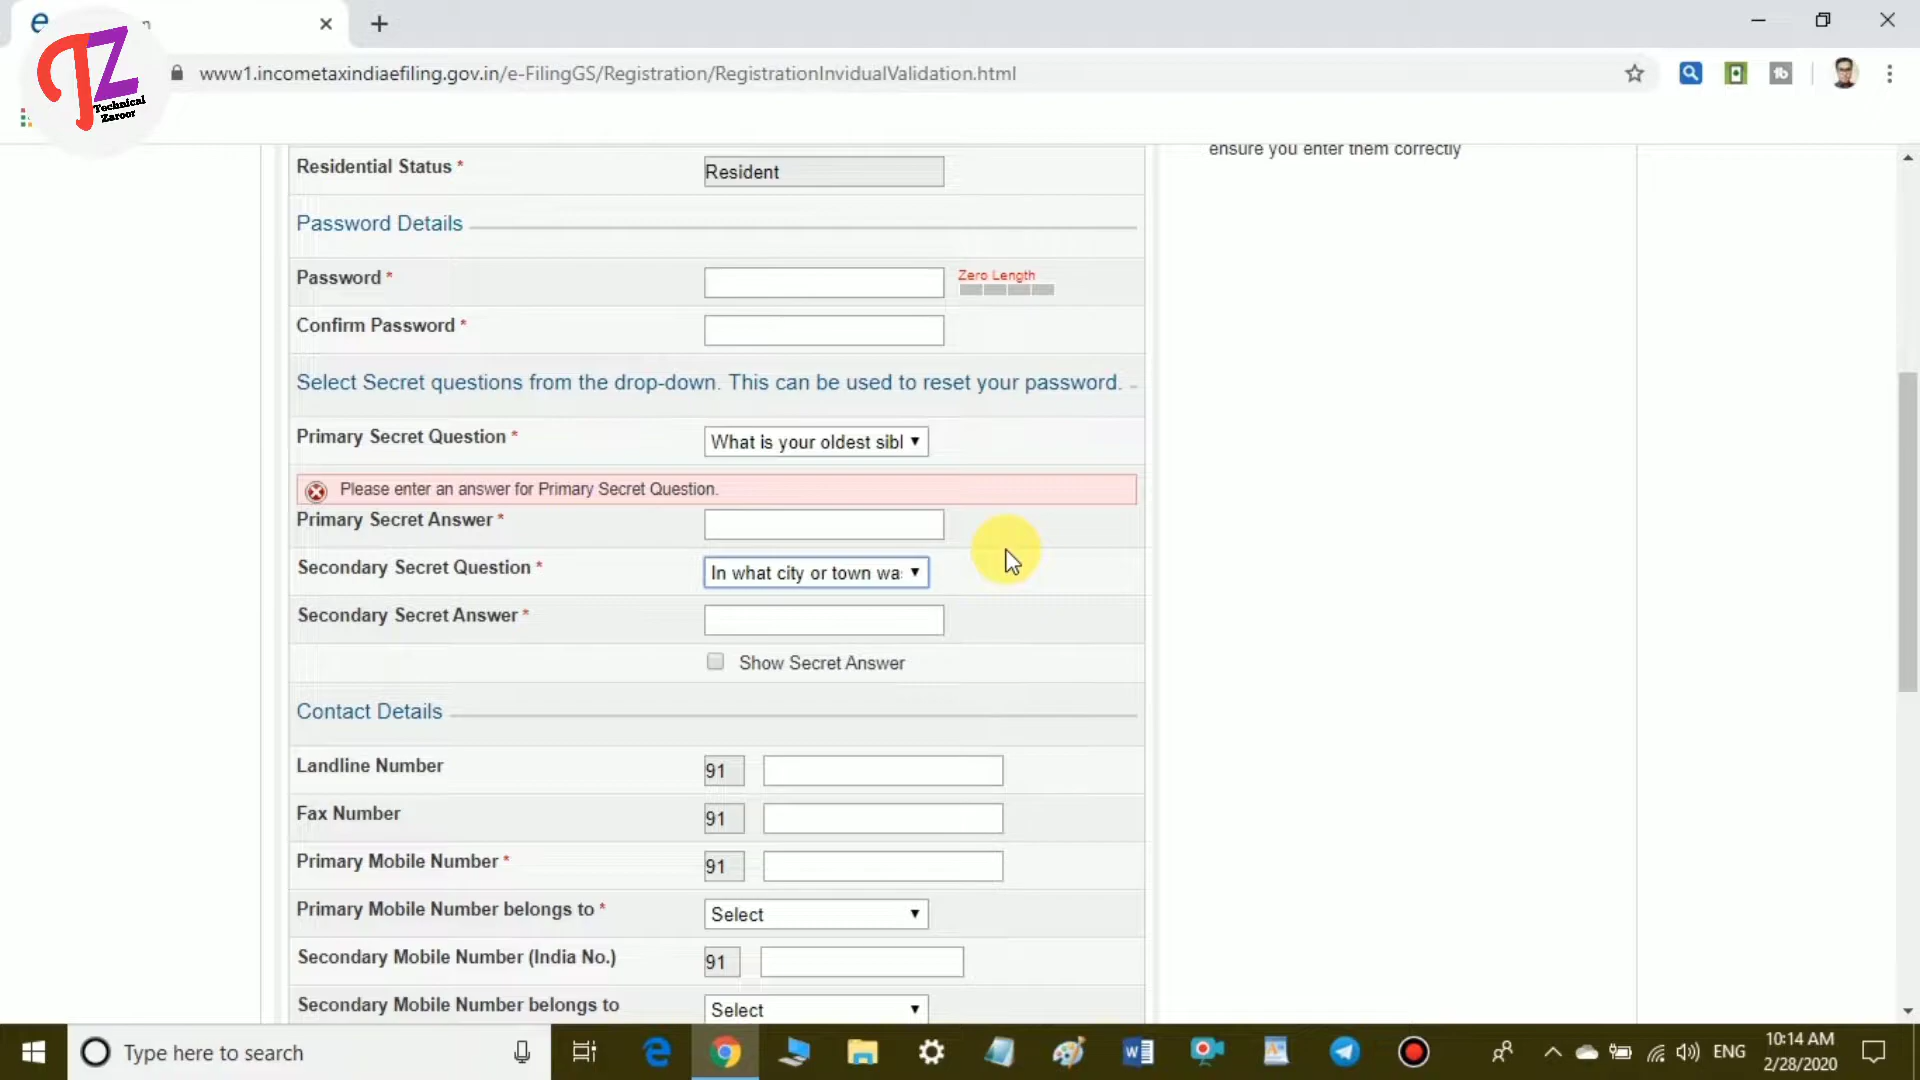 TZ
Technical
Zaroor
www1.incometaxindiaefiling.gov.in/e-FilingGS/Registration/RegistrationInvidualValidation.html
ensure you enter them correctly
Residential Status * Resident
Password Details
Password * Zero Length
Confirm Password *
Select Secret questions from the drop-down. This can be used to reset your password.
Primary Secret Question * What is your oldest sibl
Please enter an answer for Primary Secret Question.
Primary Secret Answer *
Secondary Secret Question * In what city or town wa
Secondary Secret Answer *
Show Secret Answer
Contact Details
Landline Number 91
Fax Number 91
Primary Mobile Number * 91
Primary Mobile Number belongs to * Select
Secondary Mobile Number (India No.) 91
Secondary Mobile Number belongs to Select
Type here to search
ENG
10:14 AM
2/28/2020